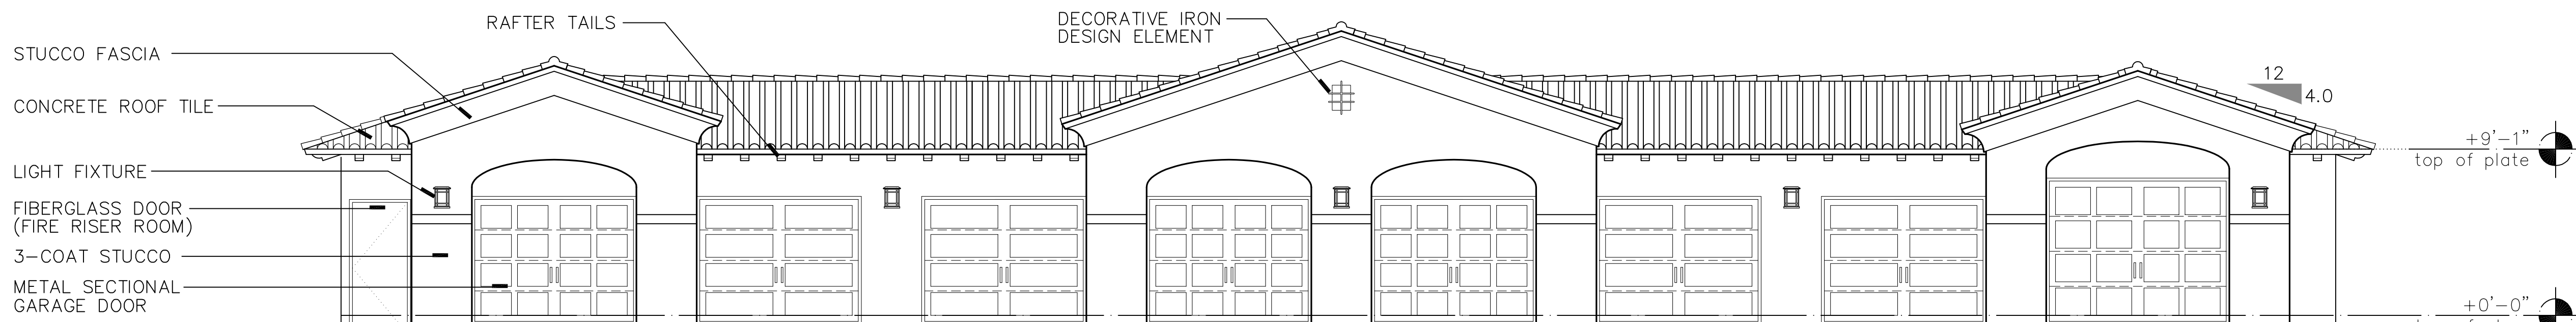 RAFTER TAILS
DECORATIVE IRON
DESIGN ELEMENT
STUCCO FASCIA
CONCRETE ROOF TILE
LIGHT FIXTURE
FIBERGLASS DOOR
(FIRE RISER ROOM)
3-COAT STUCCO
METAL SECTIONAL
GARAGE DOOR
12
4.0
+9'-1"
top of plate
+0'-0"